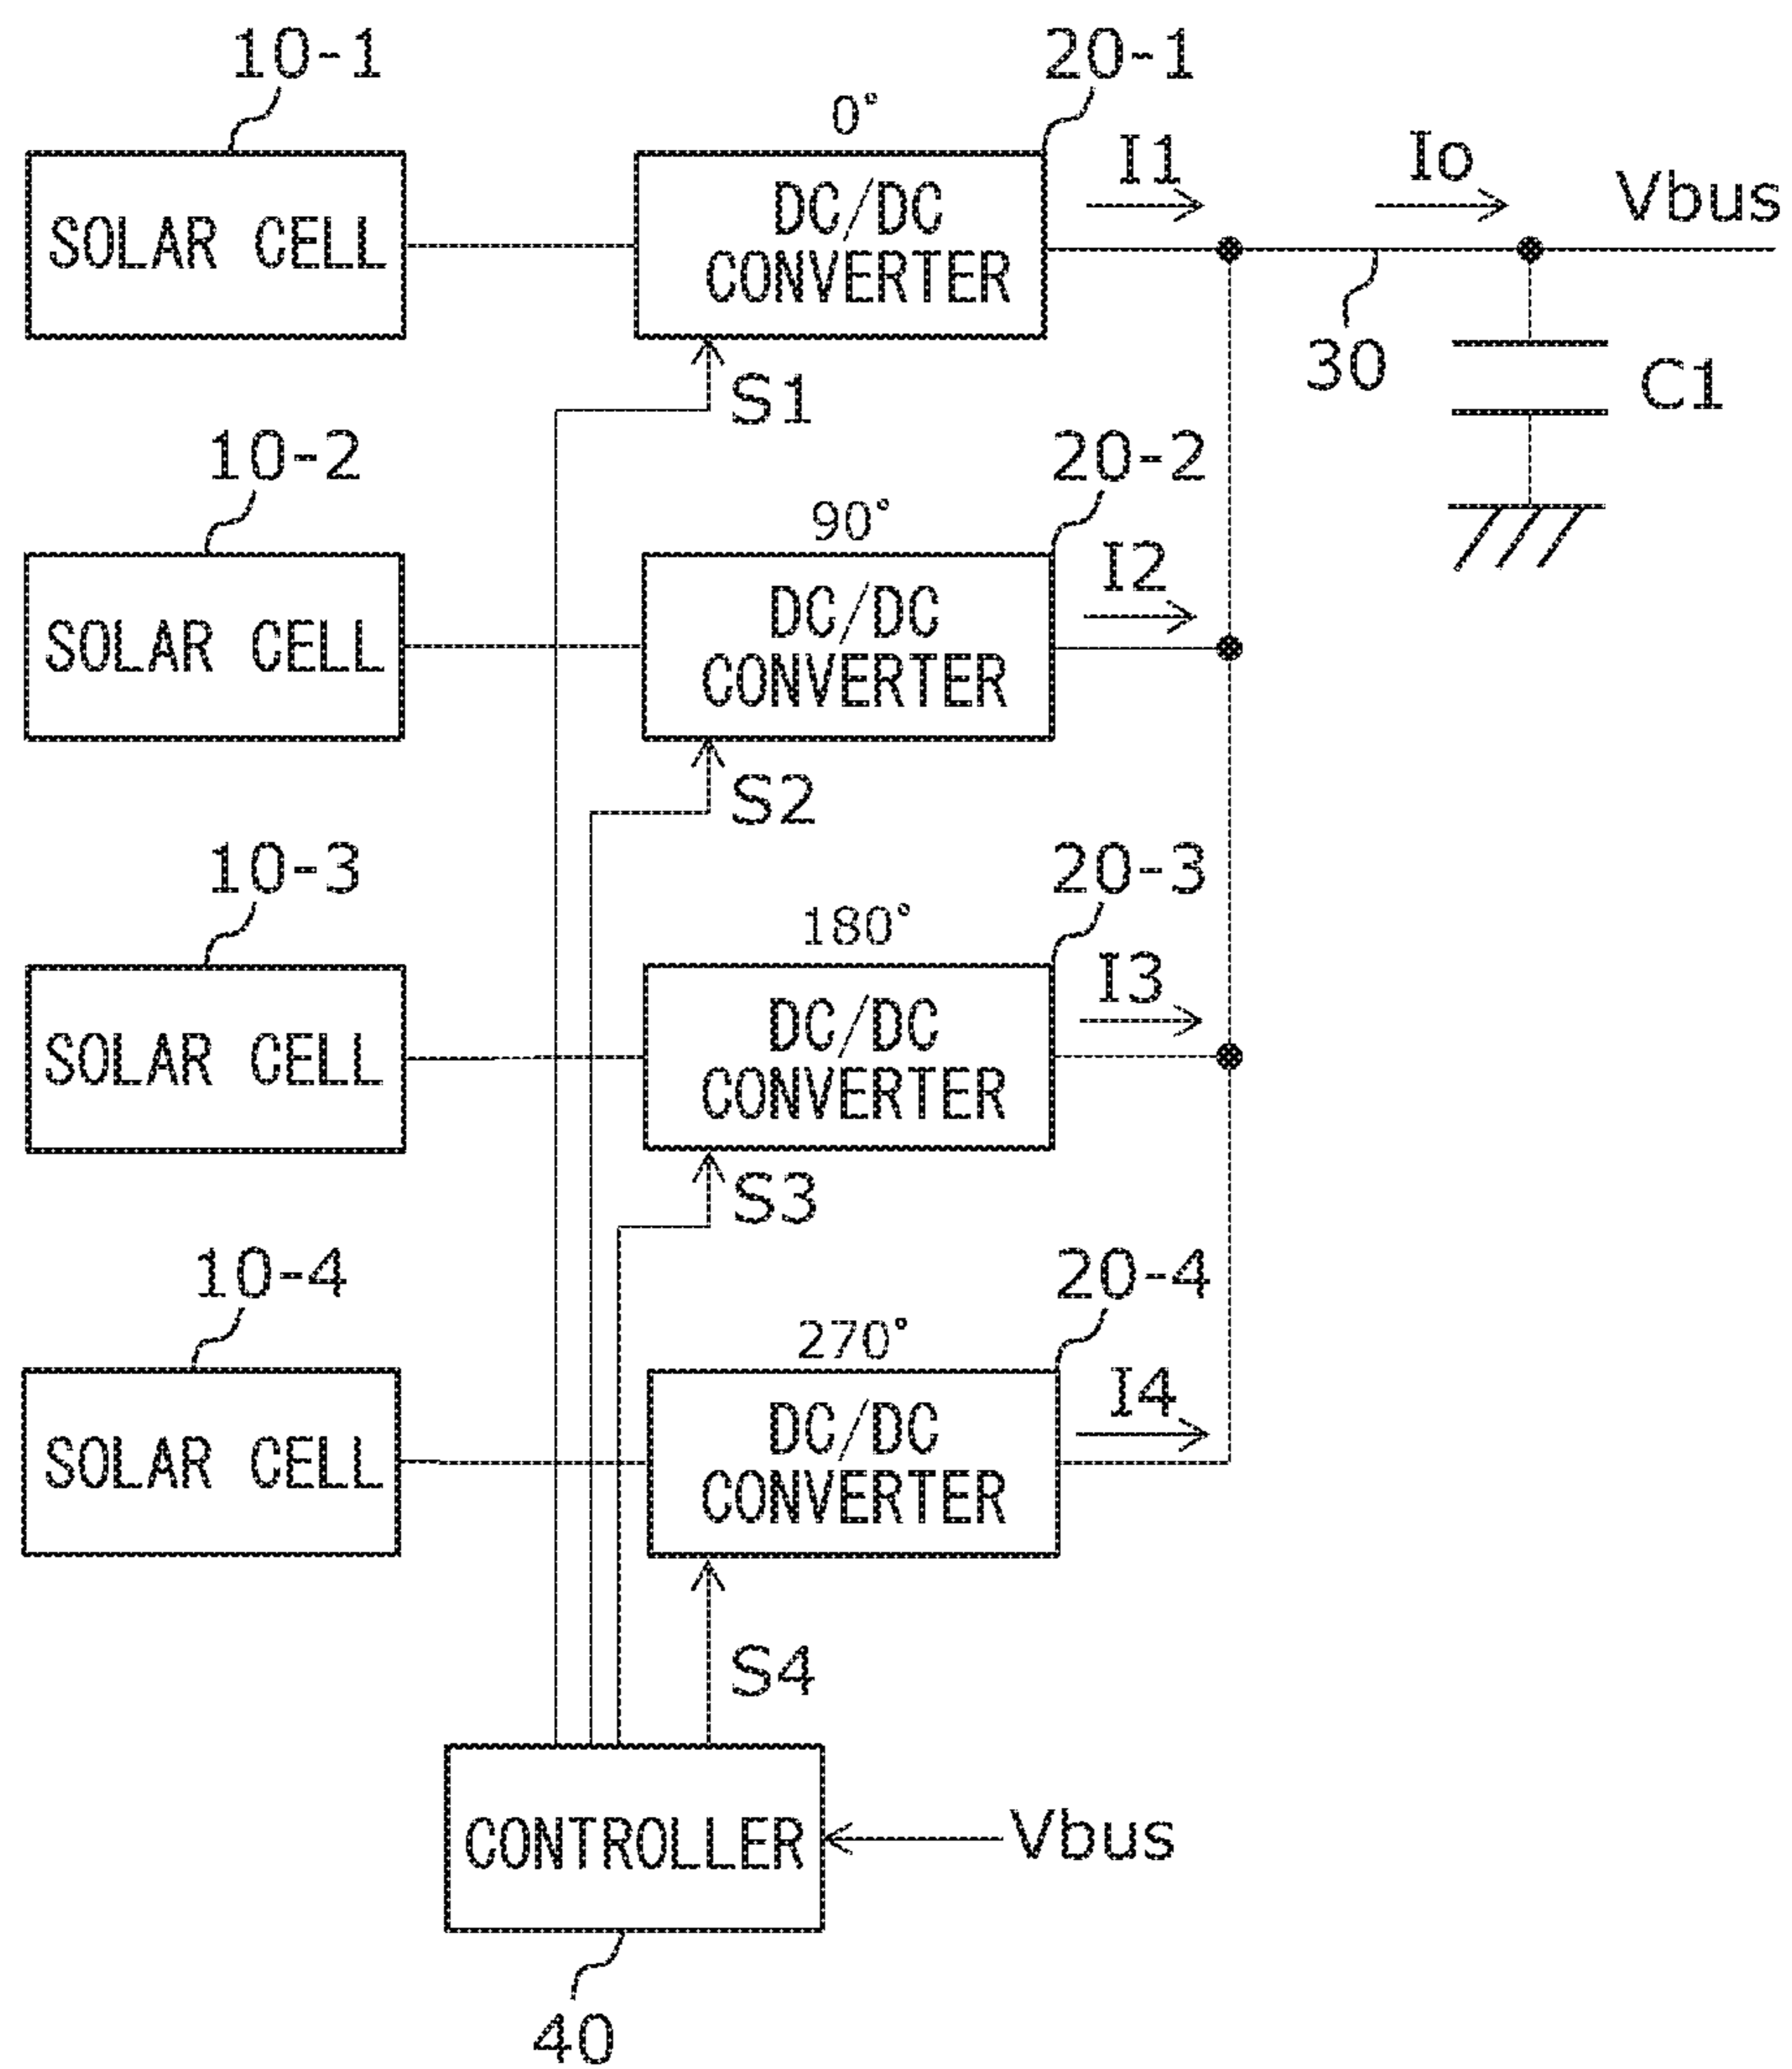 10-1
20-1
0°
I1
Io
Vbus
SOLAR CELL
DC/DC
CONVERTER
30
C1
S1
10-2
20-2
90°
I2
SOLAR CELL
DC/DC
CONVERTER
S2
10-3
20-3
180°
I3
SOLAR CELL
DC/DC
CONVERTER
S3
10-4
20-4
270°
I4
SOLAR CELL
DC/DC
CONVERTER
S4
CONTROLLER
Vbus
40